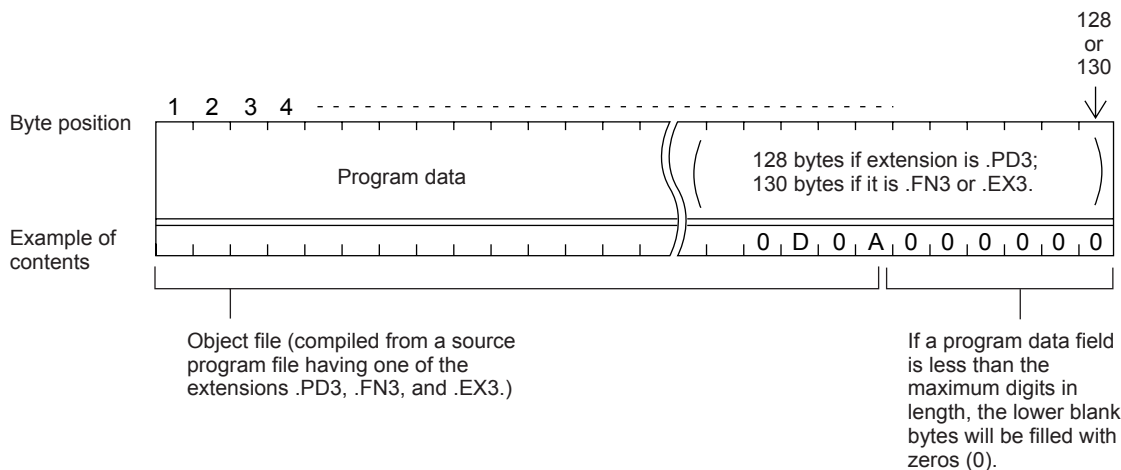 128
or
130
1 2 3 4
Byte position
Program data
128 bytes if extension is .PD3;
130 bytes if it is .FN3 or .EX3.
Example of
contents
0 D 0 A 0 0 0 0 0 0
Object file (compiled from a source
program file having one of the
extensions .PD3, .FN3, and .EX3.)
If a program data field
is less than the
maximum digits in
length, the lower blank
bytes will be filled with
zeros (0).